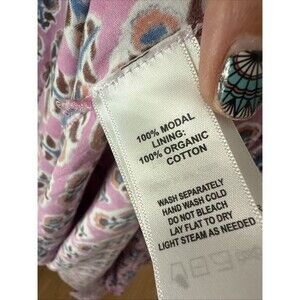 100% MODAL
LINING:
100% ORGANIC
COTTON
WASH SEPARATELY
HAND WASH COLD
DO NOT BLEACH
LAY FLAT TO DRY
LIGHT STEAM AS NEEDED